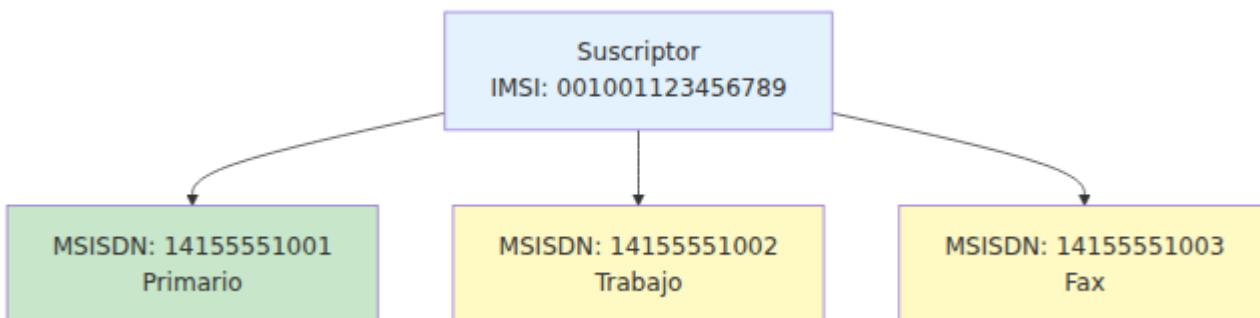 Suscriptor
IMSI: 001001123456789
MSISDN: 14155551001
Primario
MSISDN: 14155551002
Trabajo
MSISDN: 14155551003
Fax